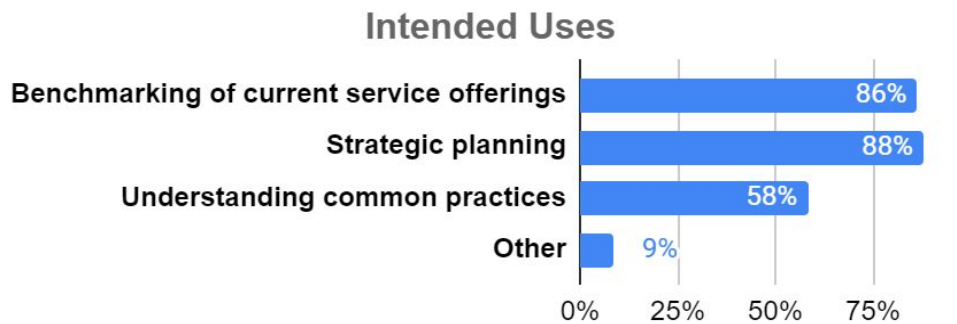 Intended Uses
Benchmarking of current service offerings 86%
Strategic planning 88%
Understanding common practices 58%
Other 9%
0% 25% 50% 75%